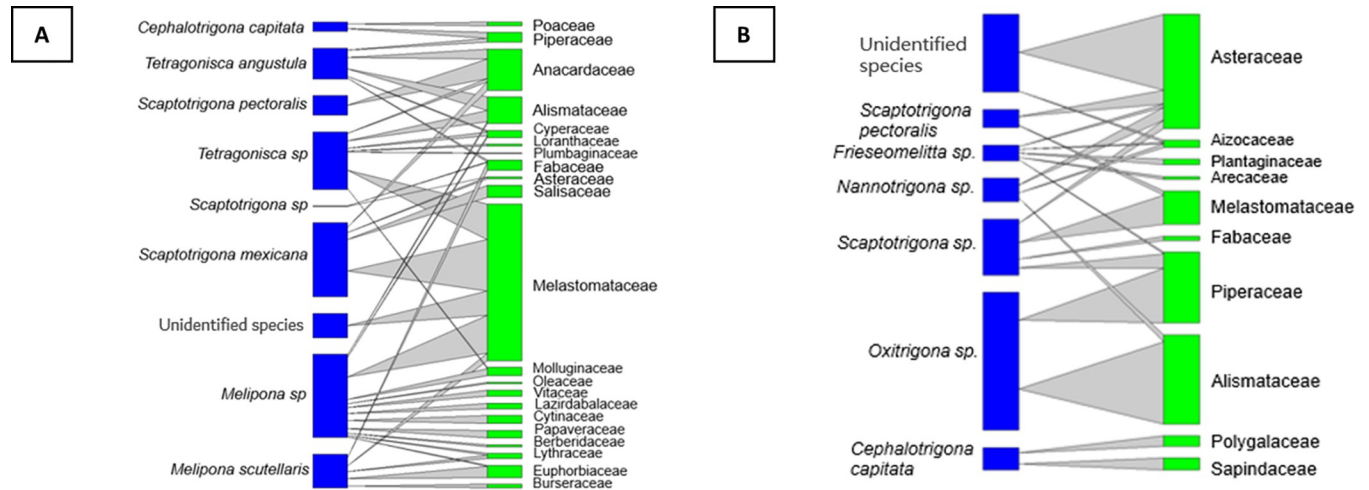 A
Cephalotrigona capitata
Tetragonisca angustula
Scaptotrigona pectoralis
Tetragonisca sp
Scaptotrigona sp
Scaptotrigona mexicana
Unidentified species
Melipona sp
Melipona scutellaris
Poaceae
Piperaceae
Anacardaceae
Alismataceae
Cyperaceae
Loranthaceae
Plumbaginaceae
Fabaceae
Asteraceae
Salisaceae
Melastomataceae
Molluginaceae
Oleaceae
Vitaceae
Lazirdabalaceae
Cytinaceae
Papaveraceae
Berberidaceae
Lythraceae
Euphorbiaceae
Burseraceae
B
Unidentified
species
Scaptotrigona
pectoralis
Frieseomelitta sp.
Nannotrigona sp.
Scaptotrigona sp.
Oxitrigona sp.
Cephalotrigona
capitata
Asteraceae
Aizocaceae
Plantaginaceae
Arecaceae
Melastomataceae
Fabaceae
Piperaceae
Alismataceae
Polygalaceae
Sapindaceae